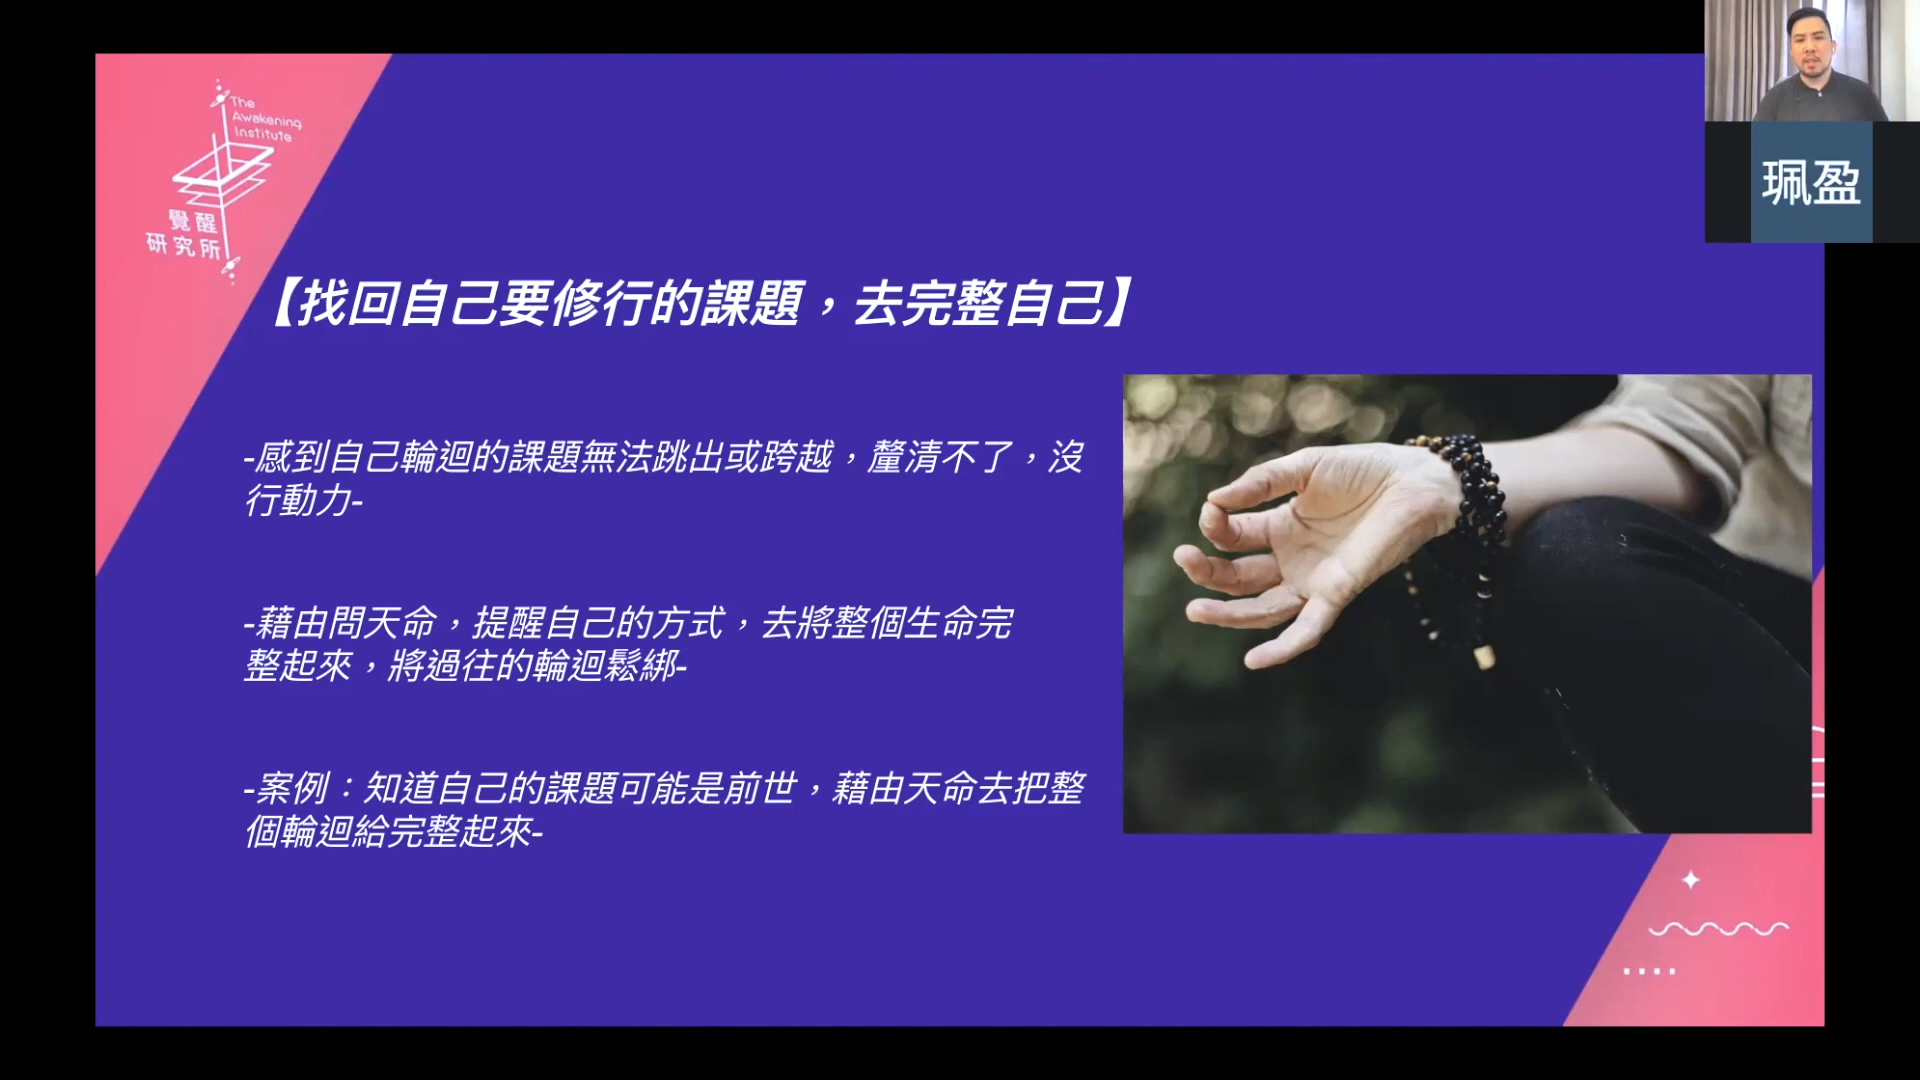 The
Awakening
Institute
覺醒
研究所
珮盈
【找回自己要修行的課題，去完整自己】
-感到自己輪迴的課題無法跳出或跨越，釐清不了，沒
行動力-
-藉由問天命，提醒自己的方式，去將整個生命完
整起來，將過往的輪迴鬆綁-
-案例：知道自己的課題可能是前世，藉由天命去把整
個輪迴給完整起來-